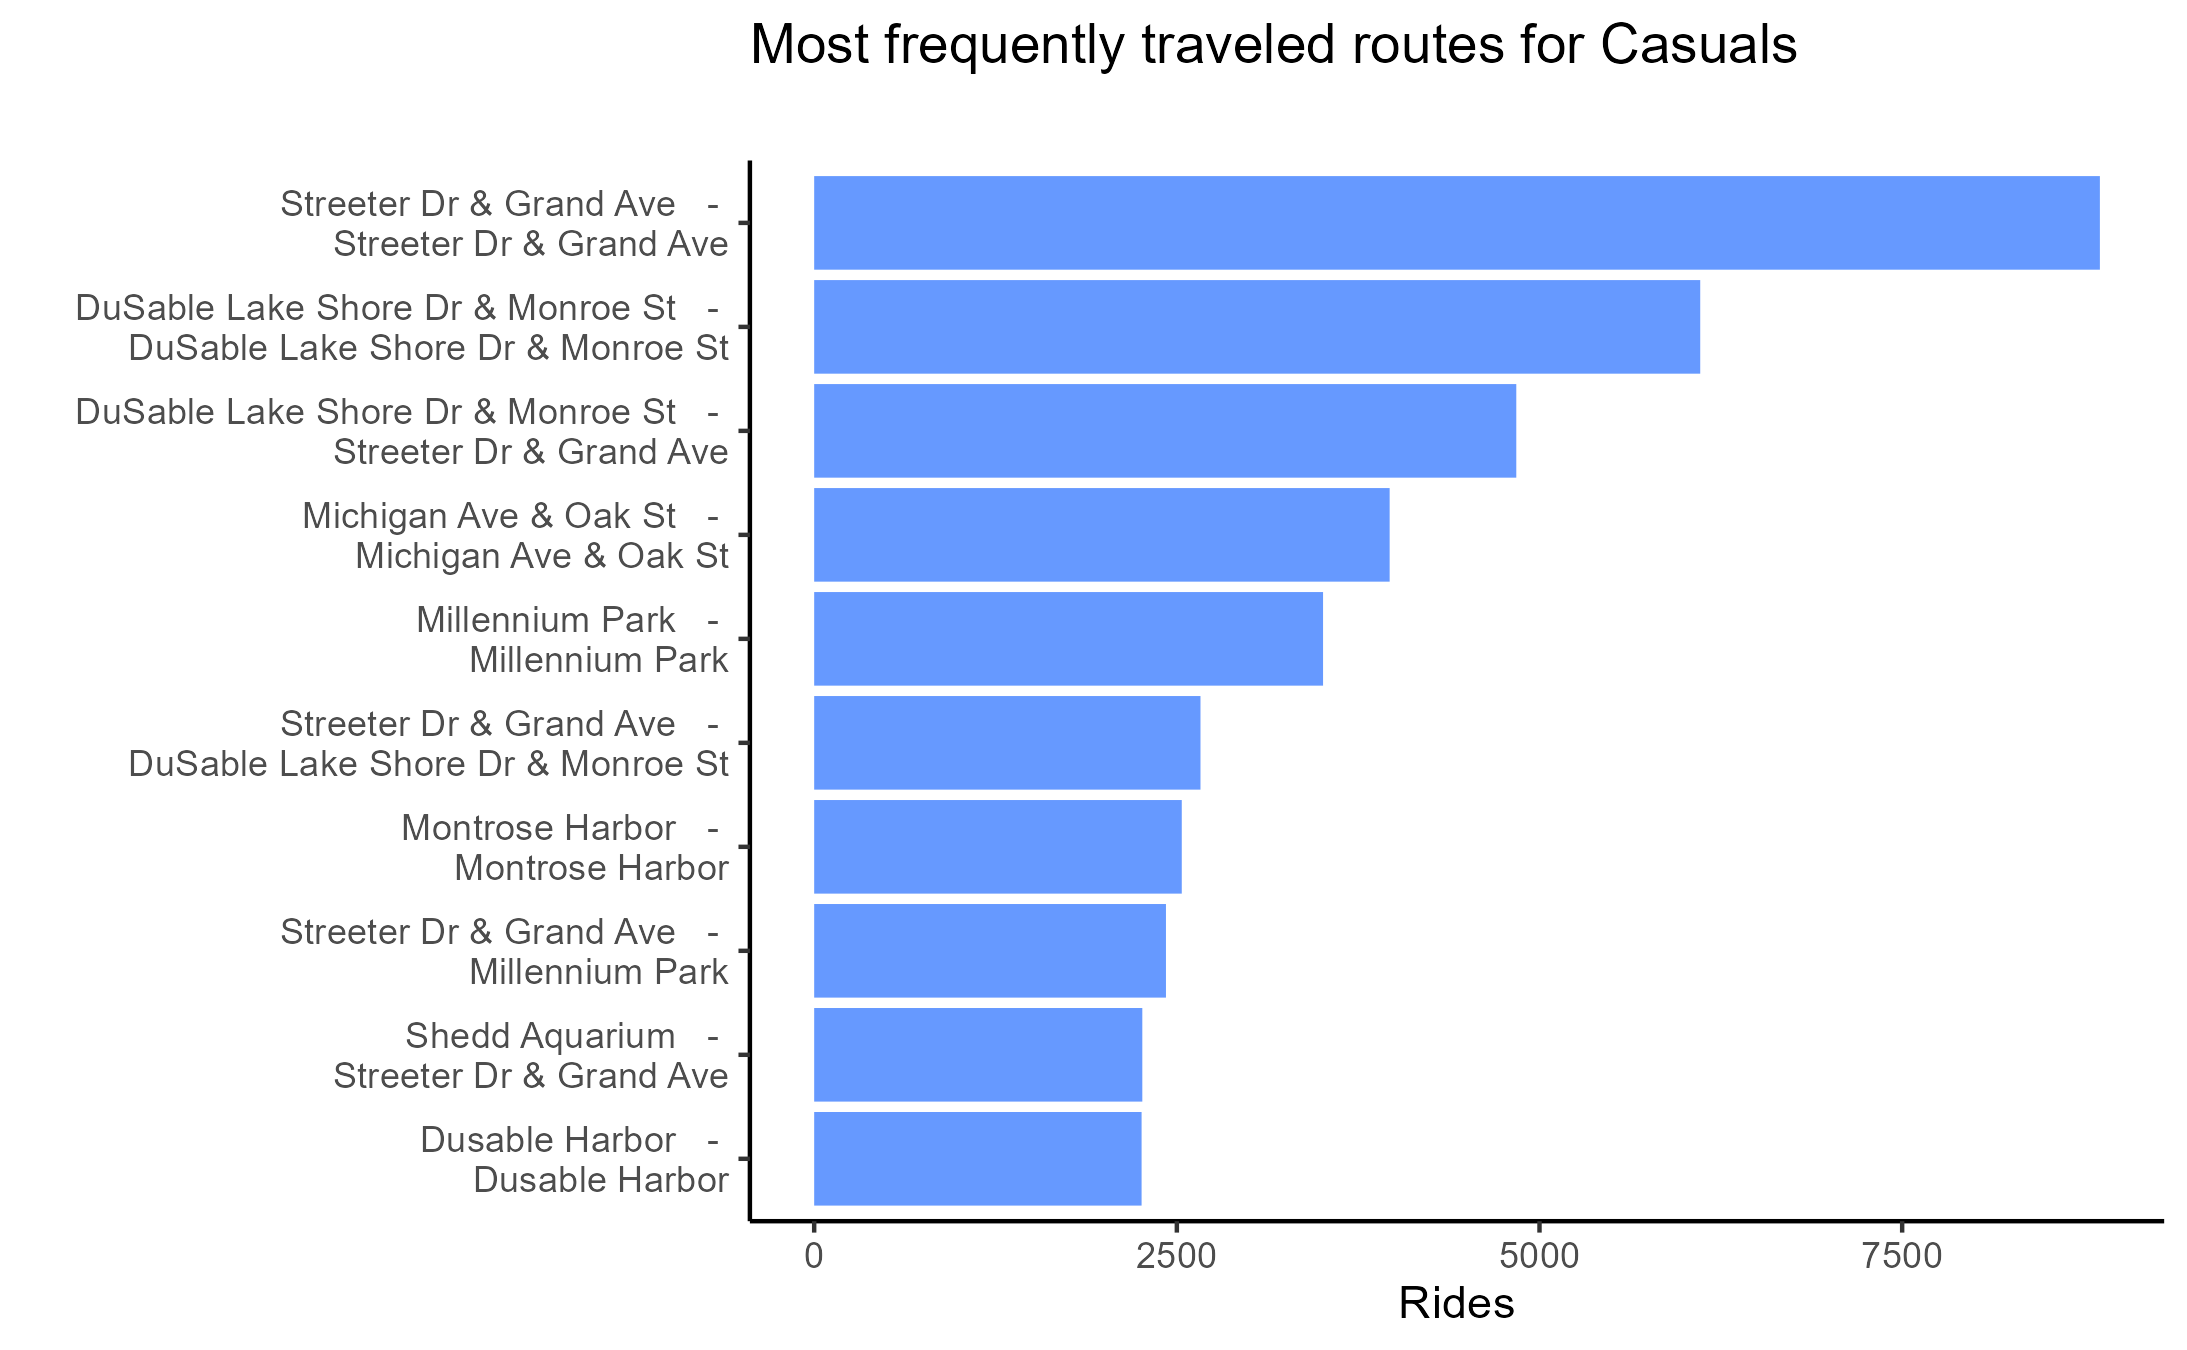 Most frequently traveled routes for Casuals
Streeter Dr & Grand Ave -
Streeter Dr & Grand Ave
DuSable Lake Shore Dr & Monroe St -
DuSable Lake Shore Dr & Monroe St
DuSable Lake Shore Dr & Monroe St -
Streeter Dr & Grand Ave
Michigan Ave & Oak St -
Michigan Ave & Oak St
Millennium Park -
Millennium Park
Streeter Dr & Grand Ave -
DuSable Lake Shore Dr & Monroe St
Montrose Harbor -
Montrose Harbor
Streeter Dr & Grand Ave -
Millennium Park
Shedd Aquarium -
Streeter Dr & Grand Ave
Dusable Harbor -
Dusable Harbor
0 2500 5000 7500
Rides